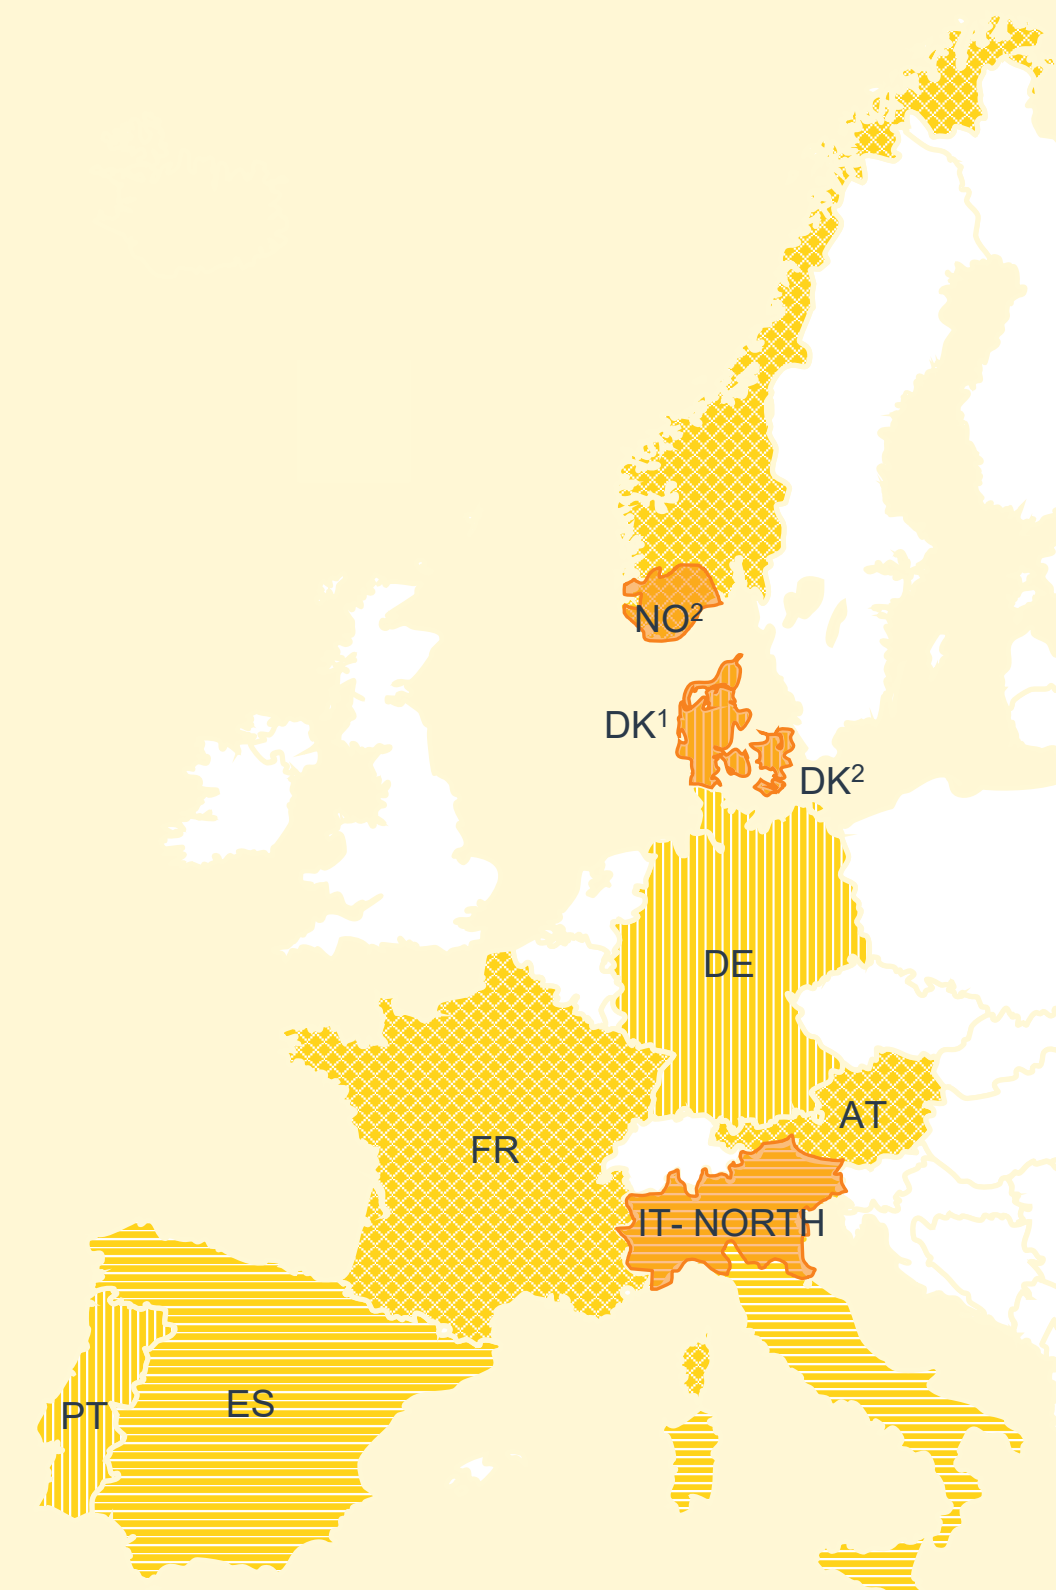 NO²
DK¹
DK²
DE
AT
FR
IT- NORTH
ES
PT